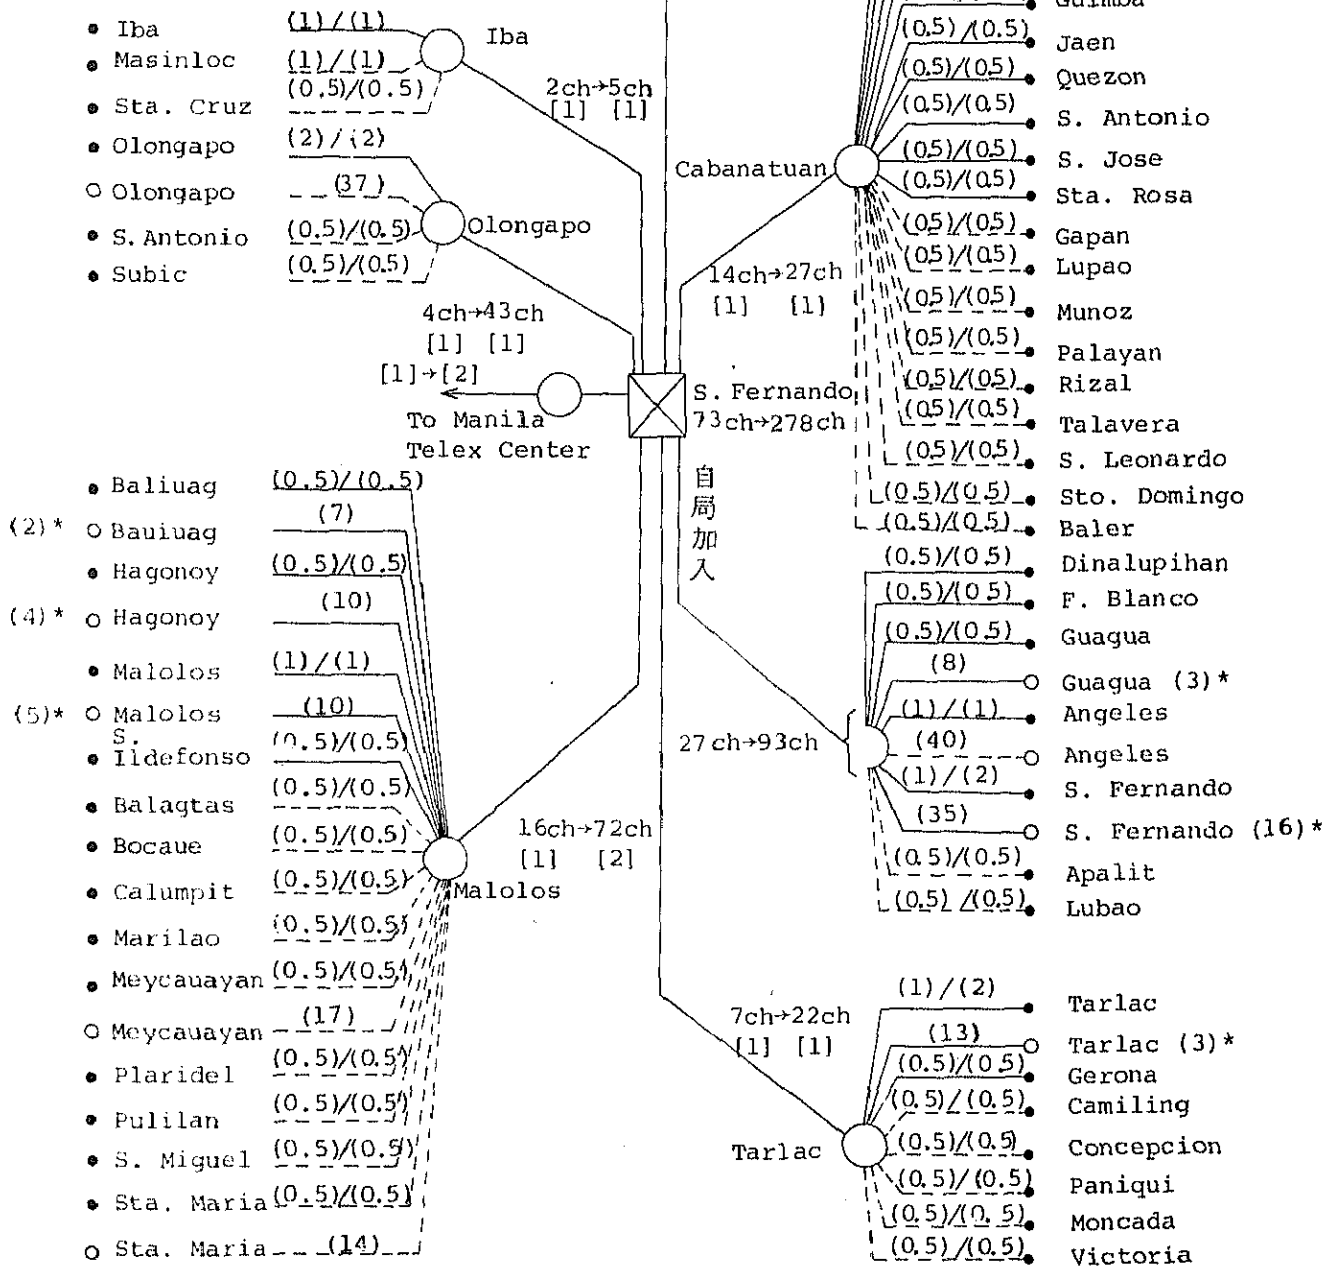 Iba (1)/(1)
Masinloc (1)/(1)
Sta. Cruz (0.5)/(0.5)
Iba
2ch→5ch
[1] [1]
Olongapo (2)/(2)
Olongapo (37)
S.Antonio (0.5)/(0.5)
Subic (0.5)/(0.5)
Olongapo
4ch→43ch
[1] [1]
[1]→[2]
To Manila
Telex Center
S. Fernando
73ch→278ch
自局加入
Baliuag (0.5)/(0.5)
(2)* Bauiuag (7)
Hagonoy (0.5)/(0.5)
(4)* Hagonoy (10)
Malolos (1)/(1)
(5)* Malolos (10)
S.
Ildefonso (0.5)/(0.5)
Balagtas (0.5)/(0.5)
Bocaue (0.5)/(0.5)
Calumpit (0.5)/(0.5)
Marilao (0.5)/(0.5)
Meycauayan (0.5)/(0.5)
Meycauayan (17)
Plaridel (0.5)/(0.5)
Pulilan (0.5)/(0.5)
S. Miguel (0.5)/(0.5)
Sta. Maria (0.5)/(0.5)
Sta. Maria (14)
Malolos
16ch→72ch
[1] [2]
Guimba
(0.5)/(0.5) Jaen
(0.5)/(0.5) Quezon
(0.5)/(0.5) S. Antonio
(0.5)/(0.5) S. Jose
(0.5)/(0.5) Sta. Rosa
(0.5)/(0.5) Gapan
(0.5)/(0.5) Lupao
(0.5)/(0.5) Munoz
(0.5)/(0.5) Palayan
(0.5)/(0.5) Rizal
(0.5)/(0.5) Talavera
(0.5)/(0.5) S. Leonardo
(0.5)/(0.5) Sto. Domingo
(0.5)/(0.5) Baler
Cabanatuan
14ch→27ch
[1] [1]
(0.5)/(0.5) Dinalupihan
(0.5)/(0.5) F. Blanco
(0.5)/(0.5) Guagua
(8) Guagua (3)*
(1)/(1) Angeles
(40) Angeles
(1)/(2) S. Fernando
(35) S. Fernando (16)*
(0.5)/(0.5) Apalit
(0.5)/(0.5) Lubao
27ch→93ch
7ch→22ch
[1] [1]
Tarlac
(1)/(2) Tarlac
(13) Tarlac (3)*
(0.5)/(0.5) Gerona
(0.5)/(0.5) Camiling
(0.5)/(0.5) Concepcion
(0.5)/(0.5) Paniqui
(0.5)/(0.5) Moncada
(0.5)/(0.5) Victoria